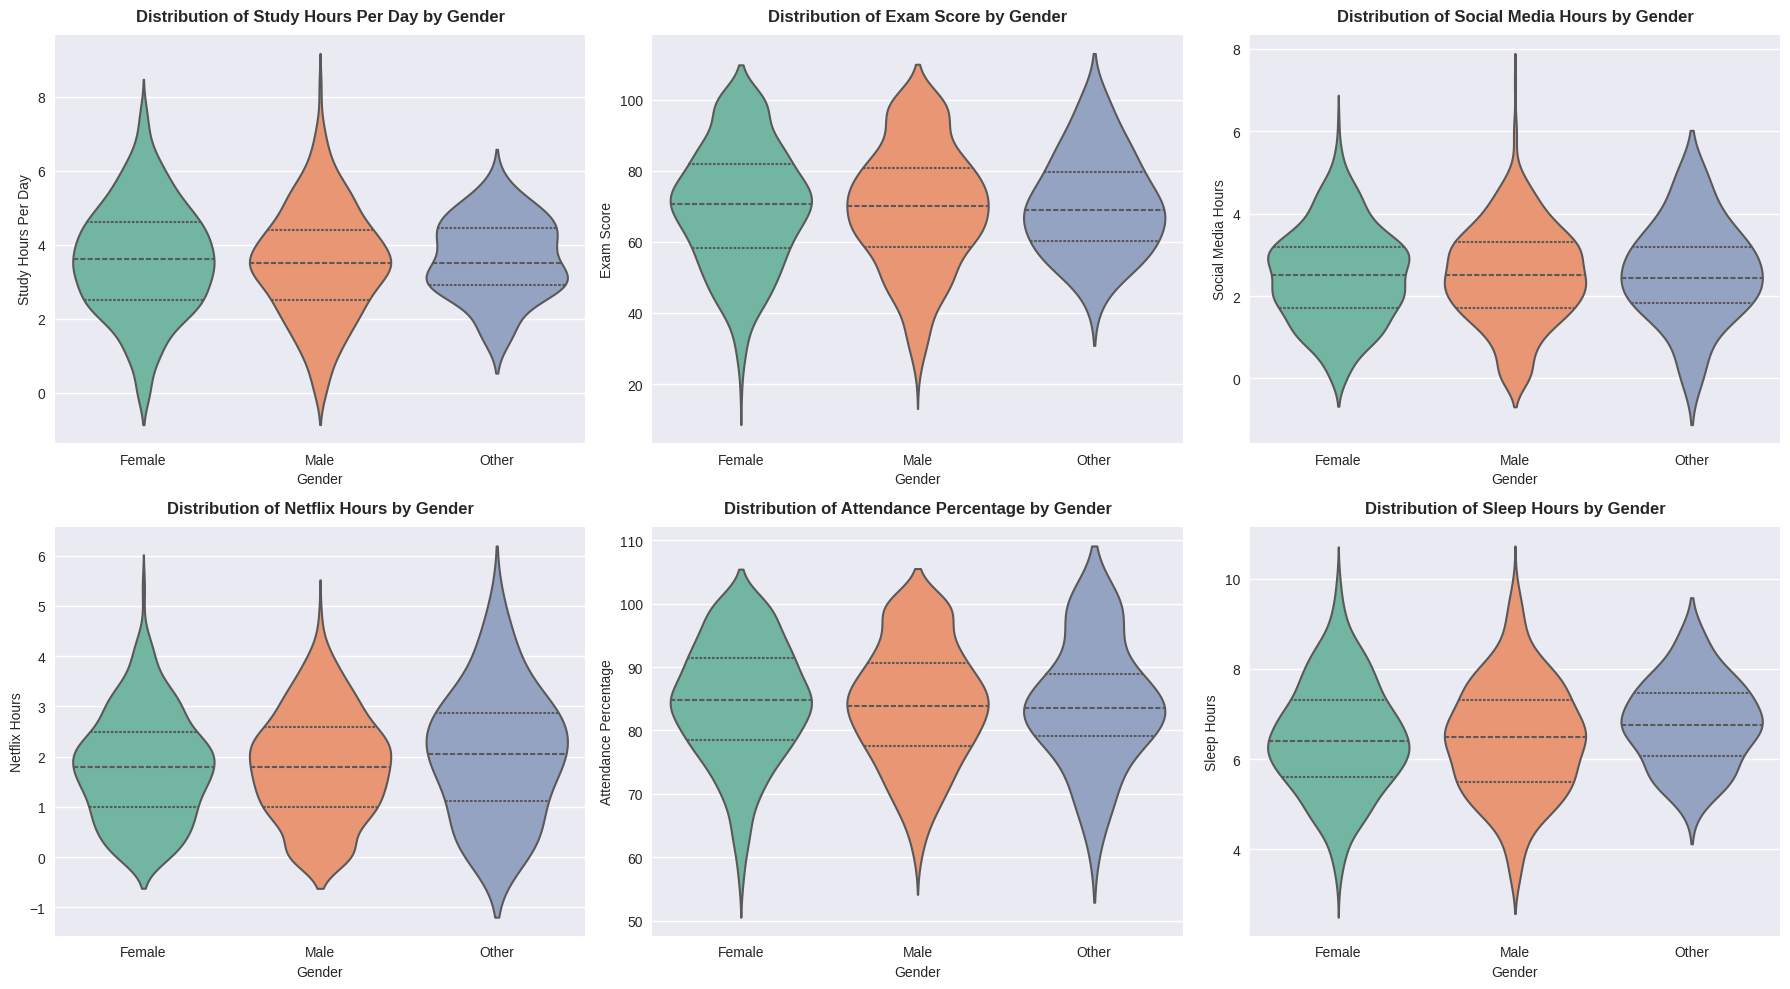 Distribution of Study Hours Per Day by Gender
Study Hours Per Day
8
6
4
2
0
Female Male Other
Gender
Distribution of Exam Score by Gender
Exam Score
100
80
60
40
20
Female Male Other
Gender
Distribution of Social Media Hours by Gender
Social Media Hours
8
6
4
2
0
Female Male Other
Gender
Distribution of Netflix Hours by Gender
Netflix Hours
6
5
4
3
2
1
0
−1
Female Male Other
Gender
Distribution of Attendance Percentage by Gender
Attendance Percentage
110
100
90
80
70
60
50
Female Male Other
Gender
Distribution of Sleep Hours by Gender
Sleep Hours
10
8
6
4
Female Male Other
Gender